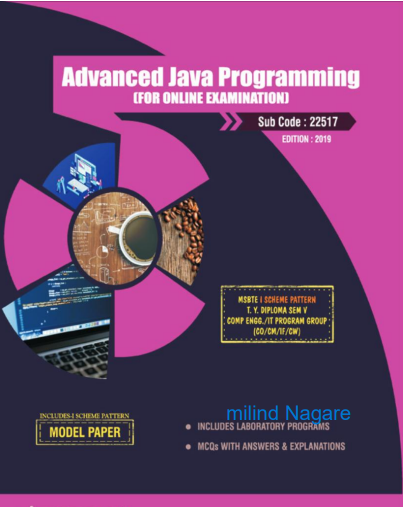 Advanced Java Programming
(FOR ONLINE EXAMINATION)
Sub Code : 22517
EDITION : 2019
MSBTE I SCHEME PATTERN
T. Y. DIPLOMA SEM V
COMP ENGG./IT PROGRAM GROUP
(CO/CM/IF/CW)
INCLUDES-I SCHEME PATTERN
MODEL PAPER
milind Nagare
• INCLUDES LABORATORY PROGRAMS
• MCQs WITH ANSWERS & EXPLANATIONS